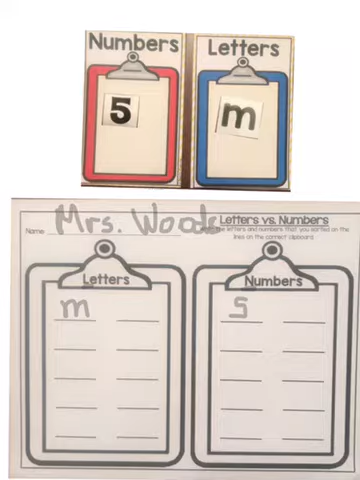 Numbers Letters
5 m
Name Mrs. Woods Letters vs. Numbers
the letters and numbers that you sorted on the
lines on the correct clipboard.
Letters Numbers
m 5